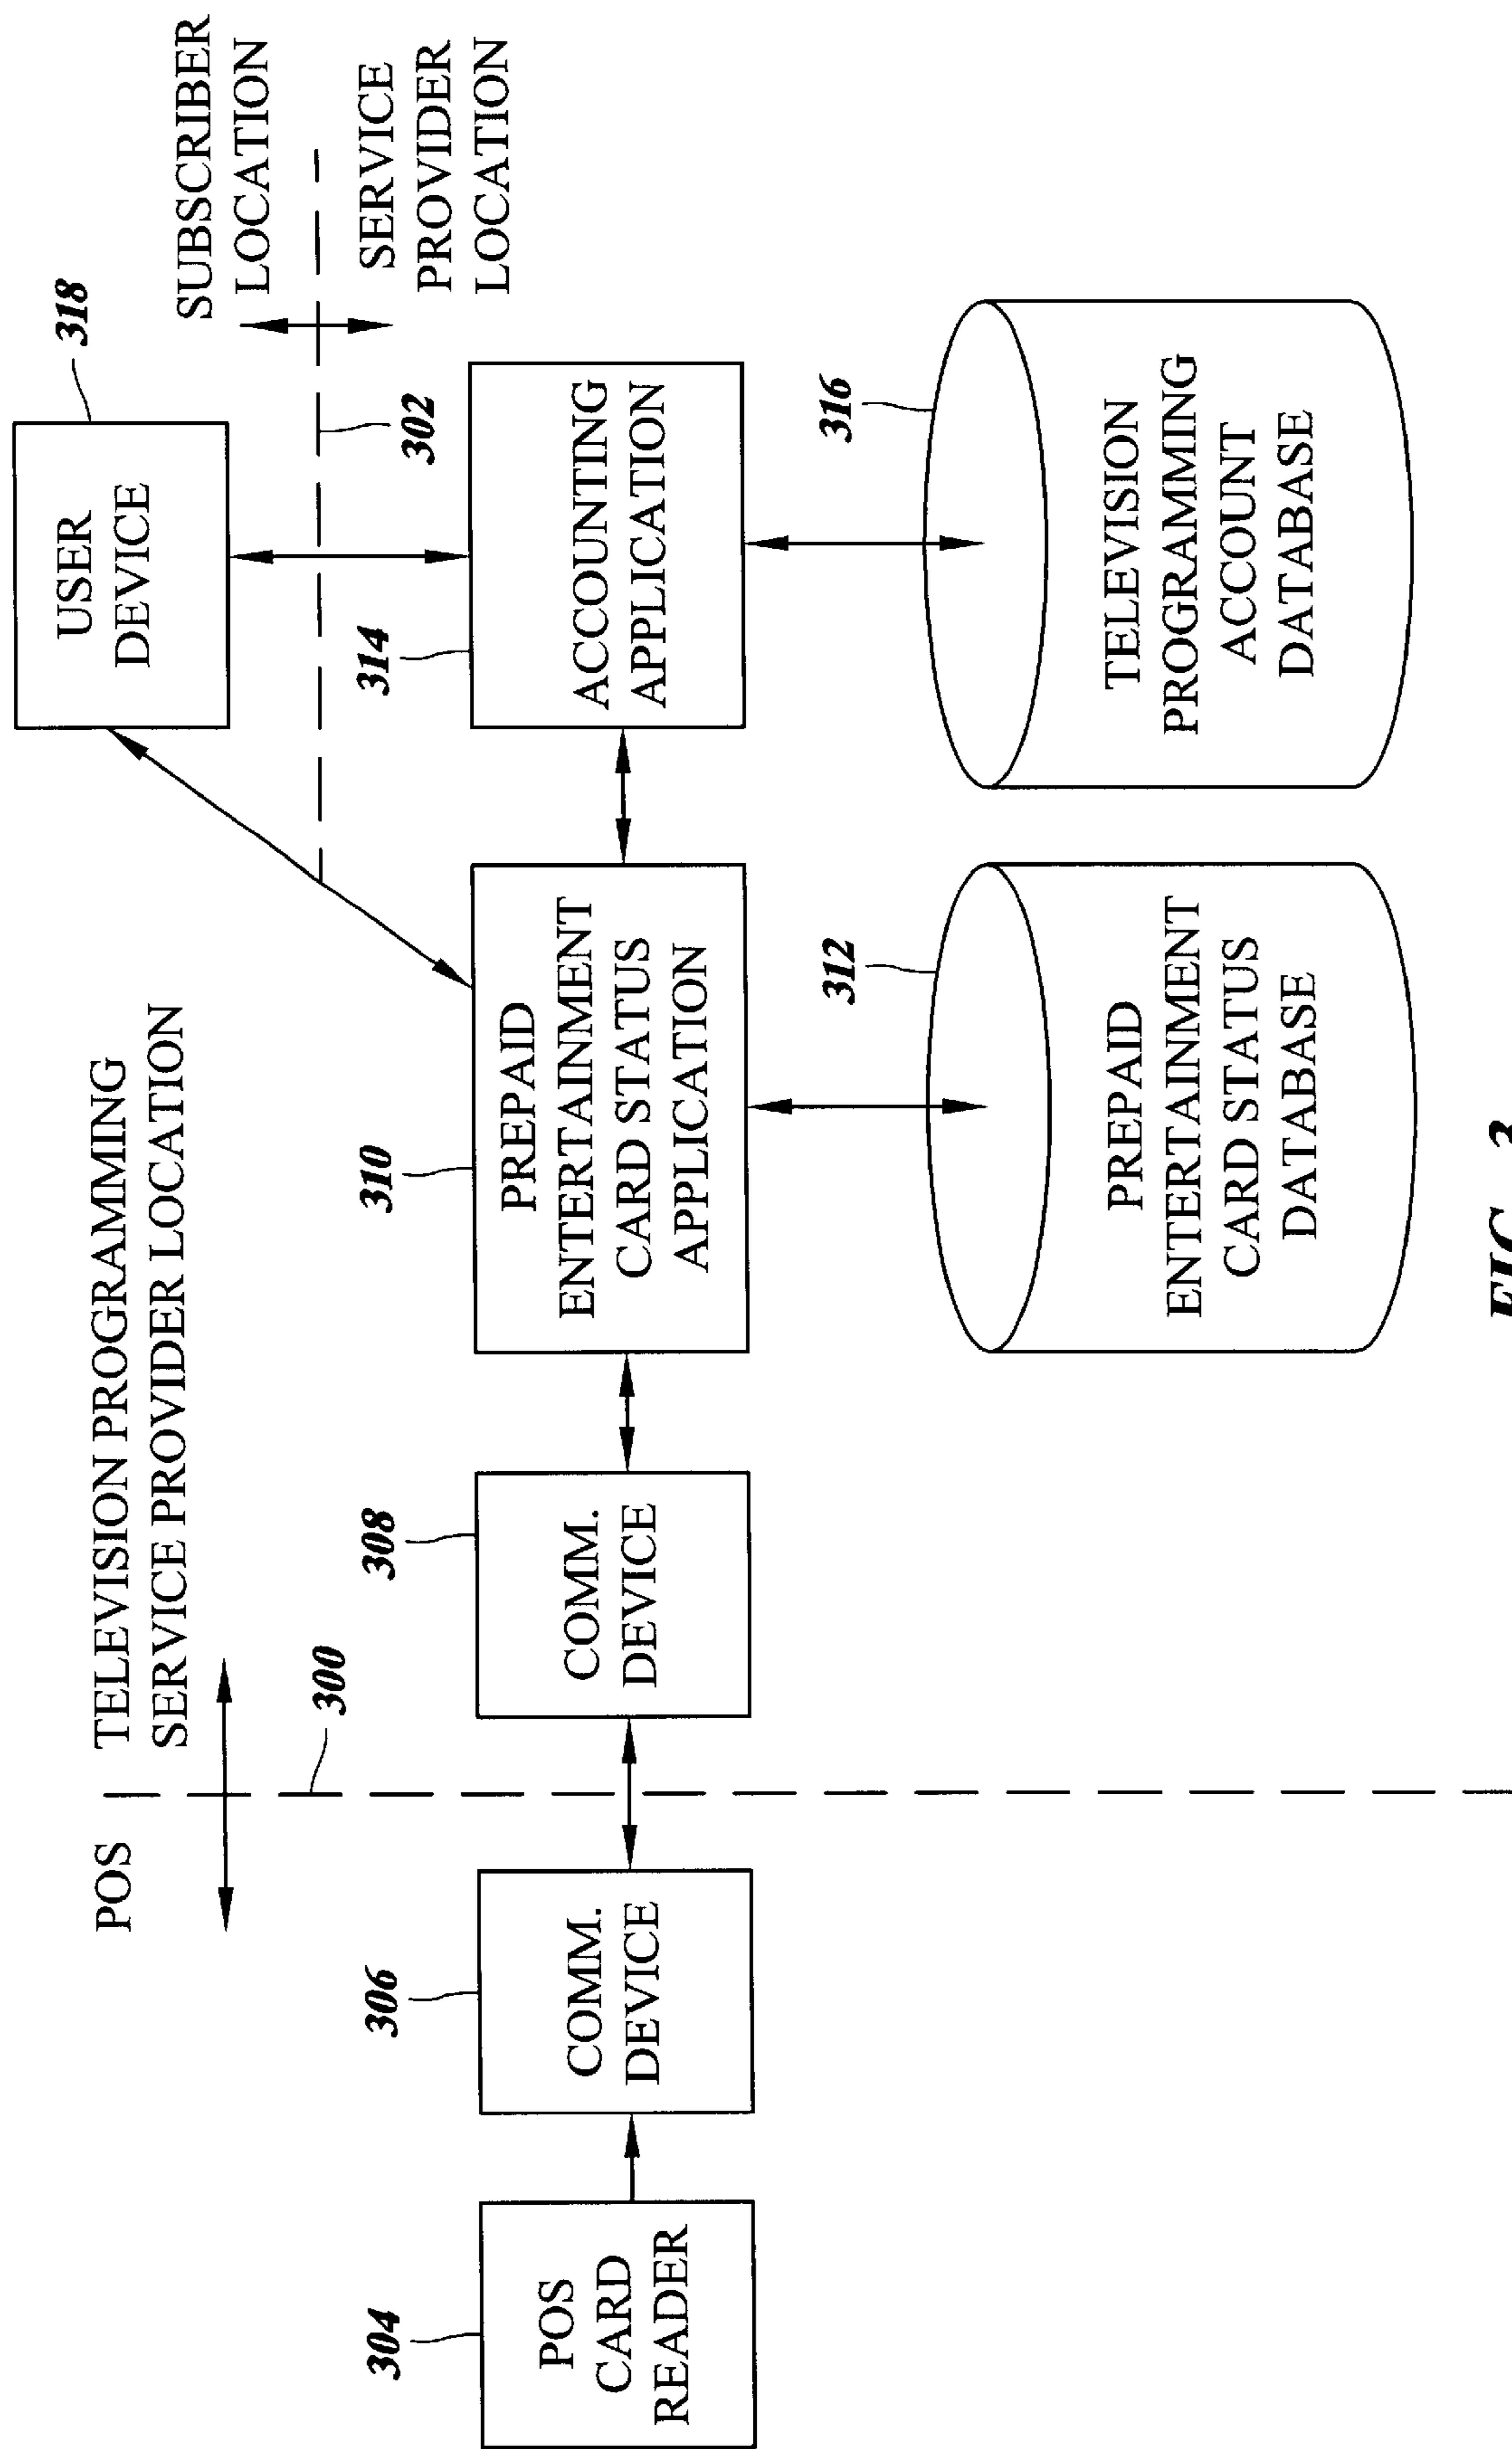 POS
TELEVISION PROGRAMMING
SERVICE PROVIDER LOCATION
300
SUBSCRIBER
LOCATION
SERVICE
PROVIDER
LOCATION
302
318
USER
DEVICE
304
POS
CARD
READER
306
COMM.
DEVICE
308
COMM.
DEVICE
310
PREPAID
ENTERTAINMENT
CARD STATUS
APPLICATION
314
ACCOUNTING
APPLICATION
312
PREPAID
ENTERTAINMENT
CARD STATUS
DATABASE
316
TELEVISION
PROGRAMMING
ACCOUNT
DATABASE
FIG. 3